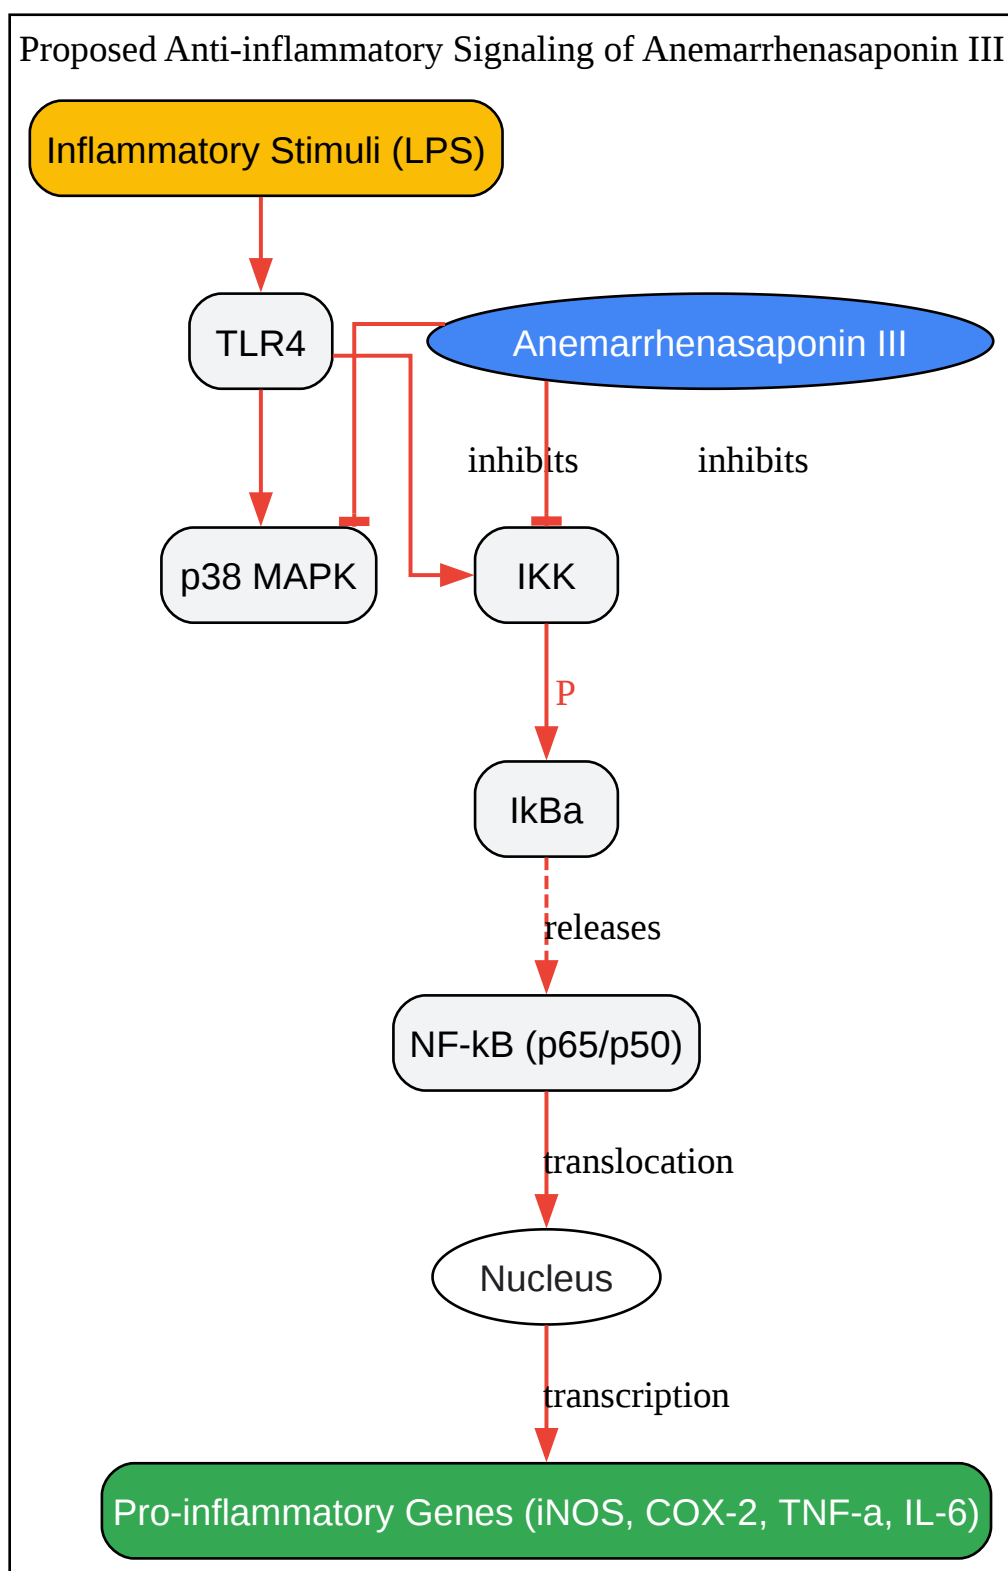 Proposed Anti-inflammatory Signaling of Anemarrhenasaponin III
Inflammatory Stimuli (LPS)
TLR4
Anemarrhenasaponin III
inhibits
inhibits
p38 MAPK
IKK
P
IkBa
releases
NF-kB (p65/p50)
translocation
Nucleus
transcription
Pro-inflammatory Genes (iNOS, COX-2, TNF-a, IL-6)